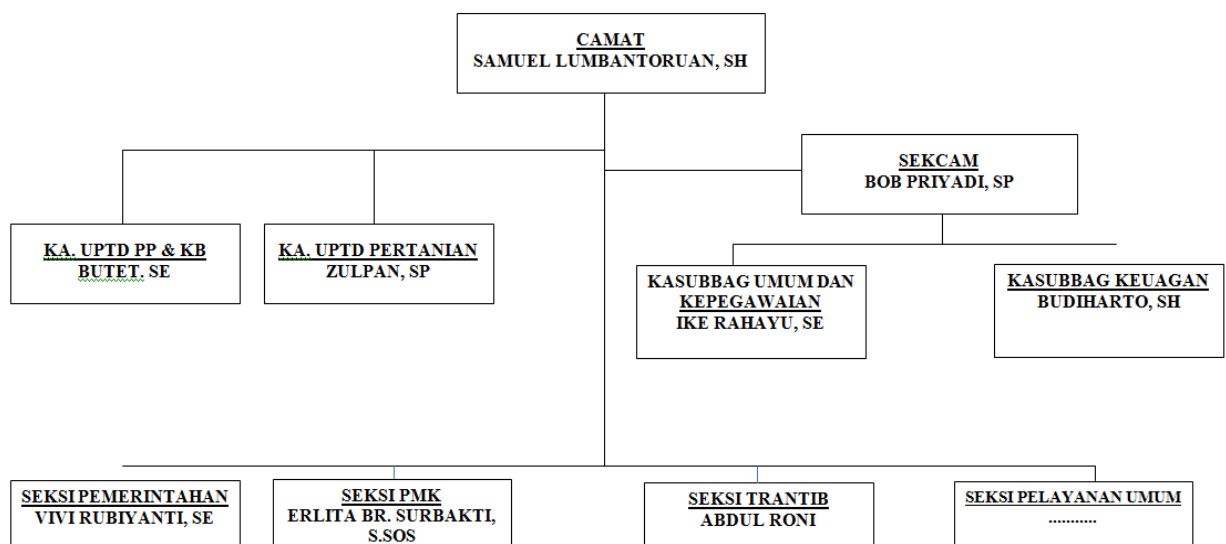 CAMAT
SAMUEL LUMBANTORUAN, SH
SEKCAM
BOB PRIYADI, SP
KA. UPTD PP & KB
BUTET. SE
KA. UPTD PERTANIAN
ZULPAN, SP
KASUBBAG UMUM DAN
KEPEGAWAIAN
IKE RAHAYU, SE
KASUBBAG KEUAGAN
BUDIHARTO, SH
SEKSI PEMERINTAHAN
VIVI RUBIYANTI, SE
SEKSI PMK
ERLITA BR. SURBAKTI,
S.SOS
SEKSI TRANTIB
ABDUL RONI
SEKSI PELAYANAN UMUM
...........